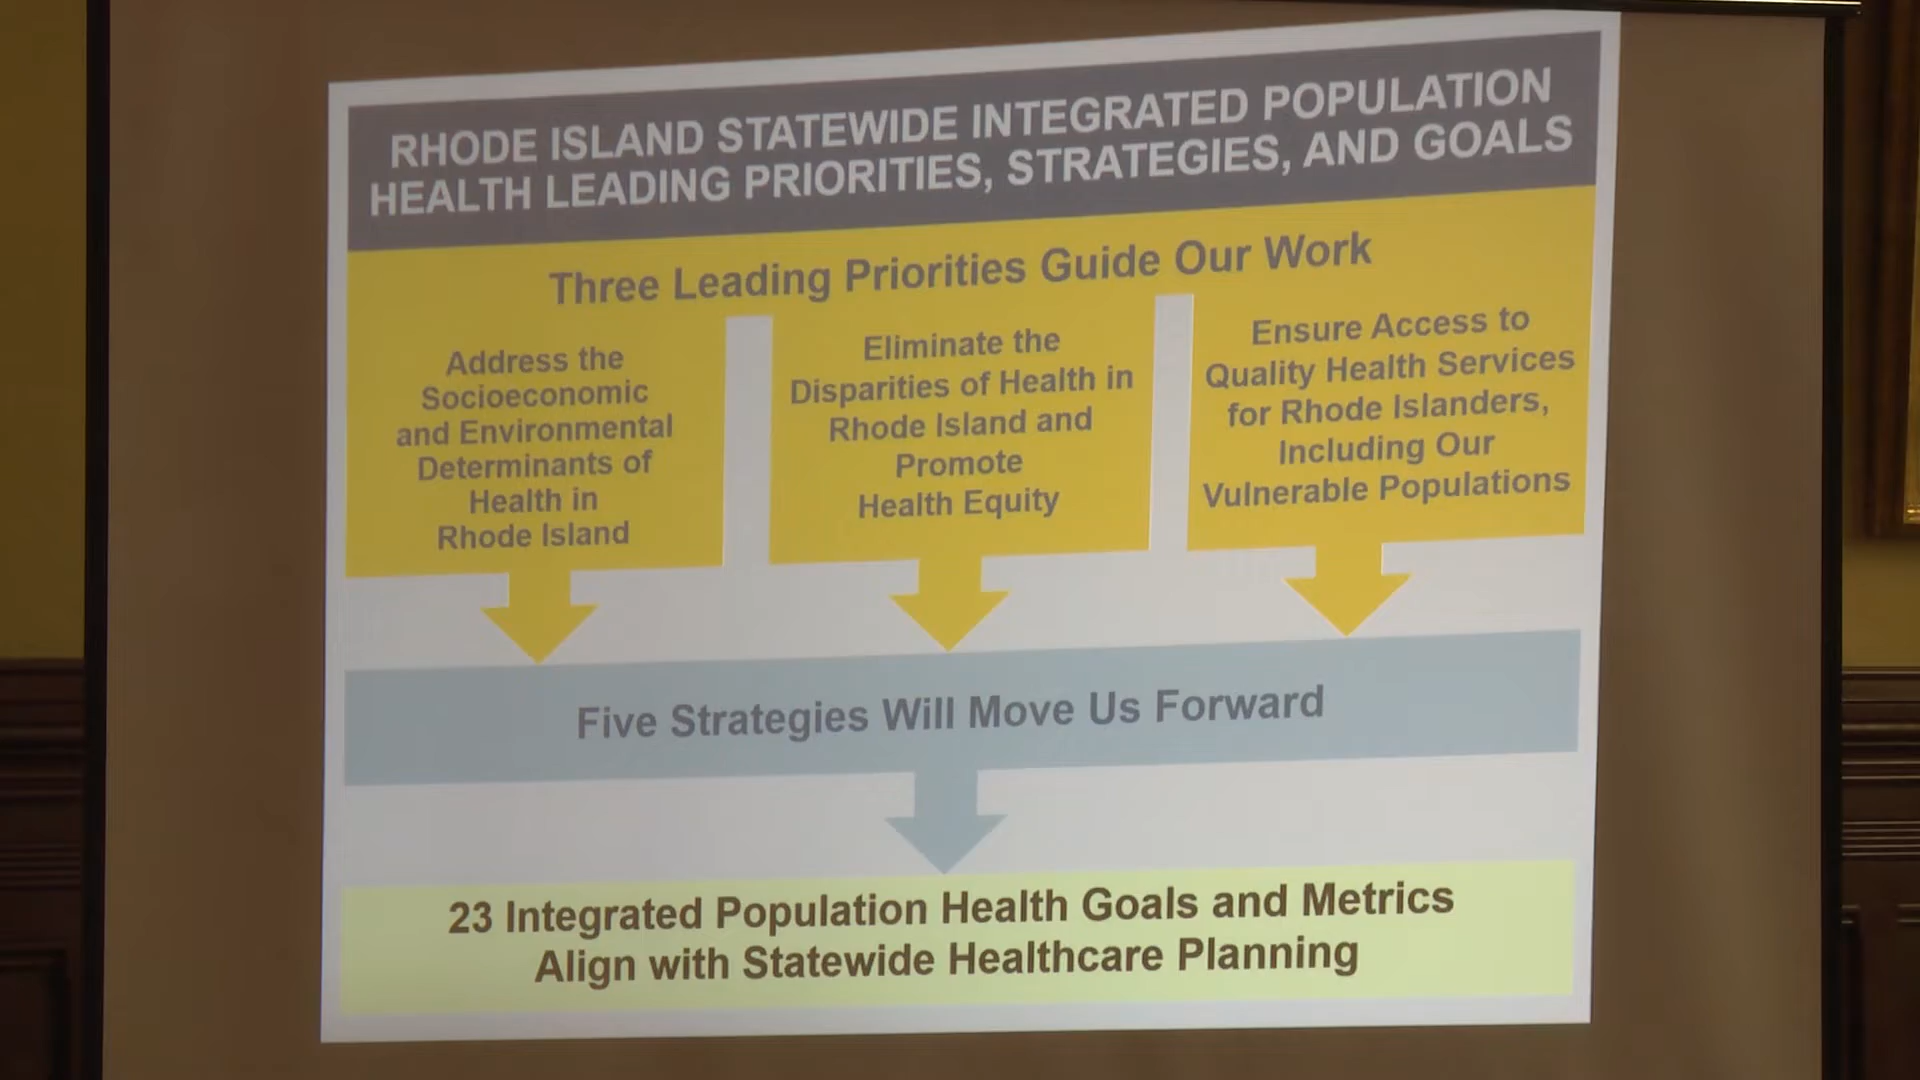 RHODE ISLAND STATEWIDE INTEGRATED POPULATION
HEALTH LEADING PRIORITIES, STRATEGIES, AND GOALS
Three Leading Priorities Guide Our Work
Address the
Socioeconomic
and Environmental
Determinants of
Health in
Rhode Island
Eliminate the
Disparities of Health in
Rhode Island and
Promote
Health Equity
Ensure Access to
Quality Health Services
for Rhode Islanders,
Including Our
Vulnerable Populations
Five Strategies Will Move Us Forward
23 Integrated Population Health Goals and Metrics
Align with Statewide Healthcare Planning